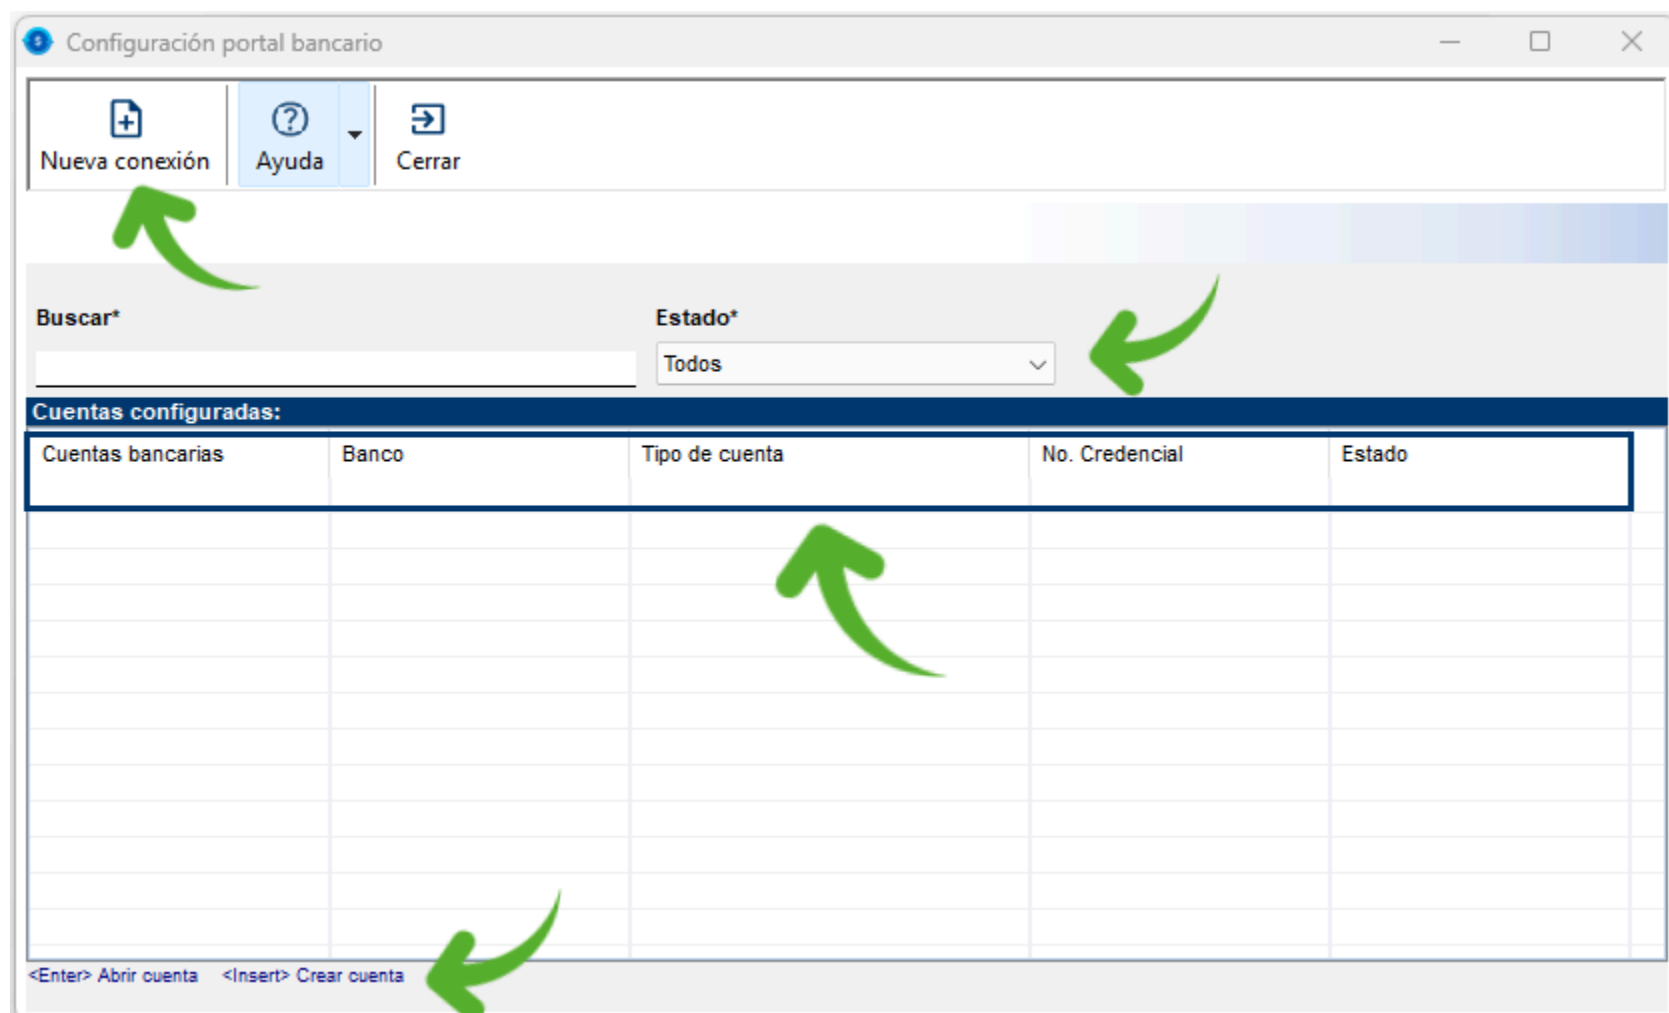 Configuración portal bancario
Nueva conexión Ayuda Cerrar
Buscar* Estado*
Todos
Cuentas configuradas:
Cuentas bancarias Banco Tipo de cuenta No. Credencial Estado
<Enter> Abrir cuenta <Insert> Crear cuenta